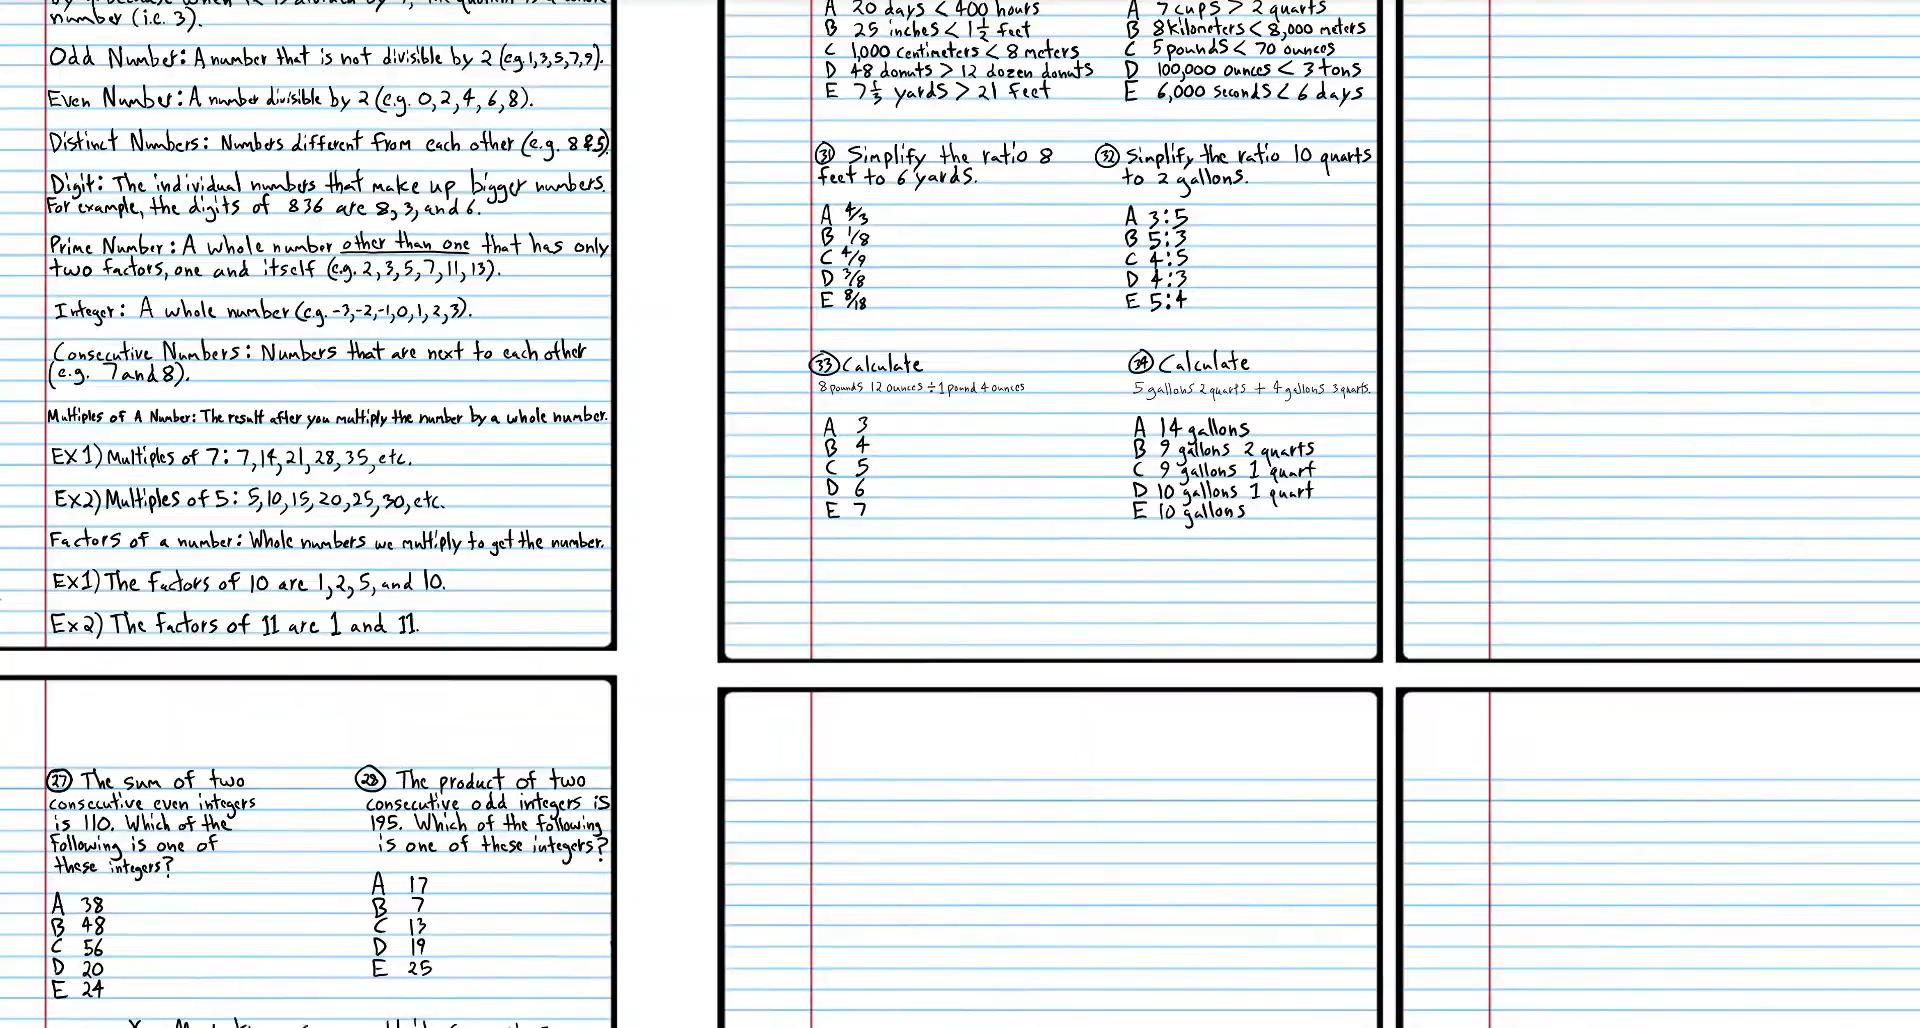 number (i.e. 3).
Odd Number: A number that is not divisible by 2 (e.g. 1,3,5,7,9).
Even Number: A number divisible by 2 (e.g. 0,2,4,6,8).
Distinct Numbers: Numbers different from each other (e.g. 8&5)
Digit: The individual numbers that make up bigger numbers.
For example, the digits of 836 are 8, 3, and 6.
Prime Number: A whole number other than one that has only
two factors, one and itself (e.g. 2,3,5,7,11,13).
Integer: A whole number (e.g. -3,-2,-1,0,1,2,3).
Consecutive Numbers: Numbers that are next to each other
(e.g. 7 and 8).
Multiples of A Number: The result after you multiply the number by a whole number.
EX 1) Multiples of 7: 7,14,21,28,35,etc.
EX2) Multiples of 5: 5,10,15,20,25,30,etc.
Factors of a number: Whole numbers we multiply to get the number.
EX1) The factors of 10 are 1,2,5, and 10.
Ex2) The factors of 11 are 1 and 11.
27 The sum of two
consecutive even integers
is 110. Which of the
following is one of
these integers?
A 38
B 48
C 56
D 20
E 24
28 The product of two
consecutive odd integers is
195. Which of the following
is one of these integers?
A 17
B 7
C 13
D 19
E 25
A 20 days < 400 hours
B 25 inches < 1 1/2 feet
C 1,000 centimeters < 8 meters
D 48 donuts > 12 dozen donuts
E 7 1/3 yards > 21 feet
A 7 cups > 2 quarts
B 8 kilometers < 8,000 meters
C 5 pounds < 70 ounces
D 100,000 ounces < 3 tons
E 6,000 seconds < 6 days
31 Simplify the ratio 8
feet to 6 yards.
A 4/3
B 1/8
C 4/9
D 3/8
E 8/18
32 Simplify the ratio 10 quarts
to 2 gallons.
A 3:5
B 5:3
C 4:5
D 4:3
E 5:4
33 Calculate
8 pounds 12 ounces ÷ 1 pound 4 ounces
A 3
B 4
C 5
D 6
E 7
34 Calculate
5 gallons 2 quarts + 4 gallons 3 quarts.
A 14 gallons
B 9 gallons 2 quarts
C 9 gallons 1 quart
D 10 gallons 1 quart
E 10 gallons